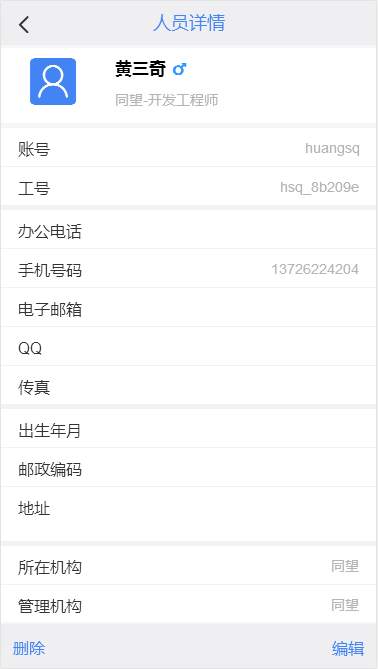 人员详情
黄三奇
同望-开发工程师
账号 huangsq
工号 hsq_8b209e
办公电话
手机号码 13726224204
电子邮箱
QQ
传真
出生年月
邮政编码
地址
所在机构 同望
管理机构 同望
删除 编辑